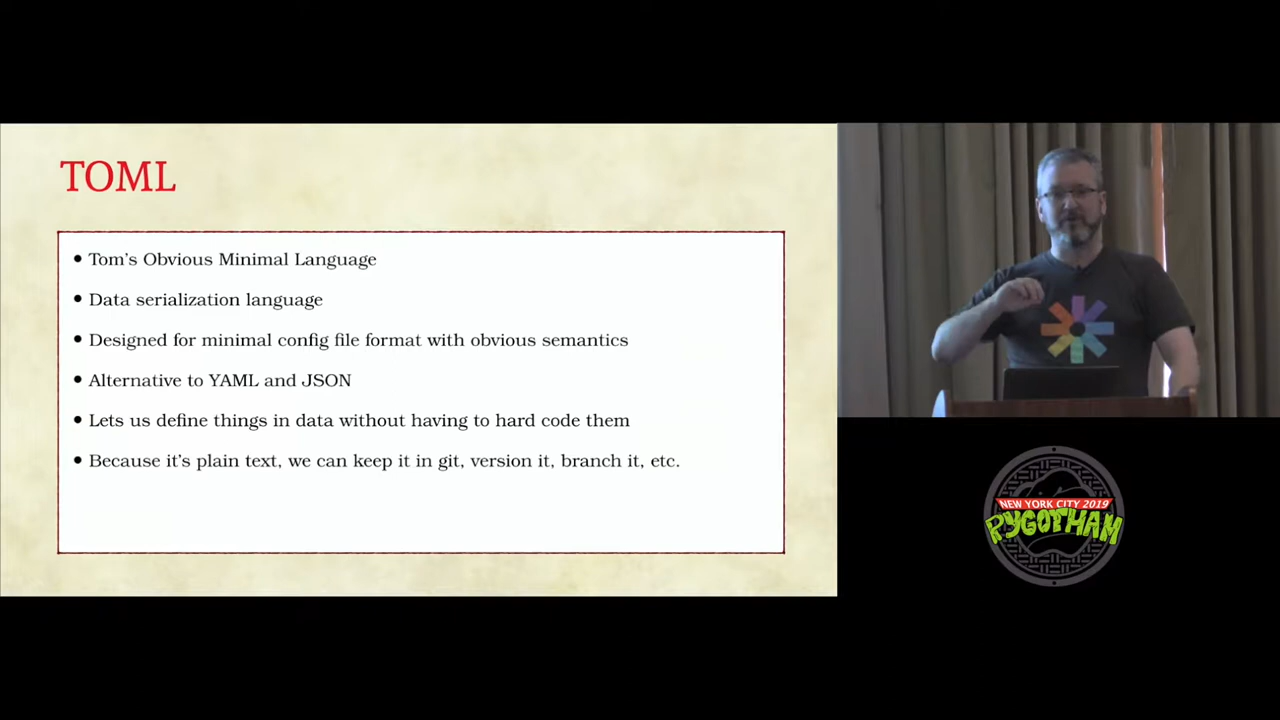 TOML
• Tom's Obvious Minimal Language
• Data serialization language
• Designed for minimal config file format with obvious semantics
• Alternative to YAML and JSON
• Lets us define things in data without having to hard code them
• Because it's plain text, we can keep it in git, version it, branch it, etc.
NEW YORK CITY 2019
PYGOTHAM